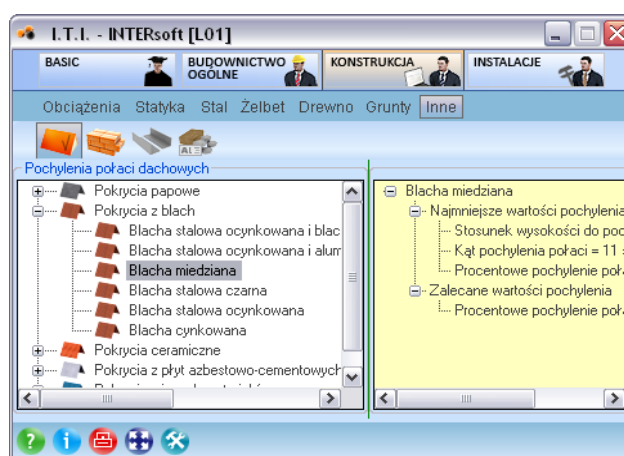 I.T.I. - INTERsoft [L01]
BASIC
BUDOWNICTWO OGÓLNE
KONSTRUKCJA
INSTALACJE
Obciążenia Statyka Stal Żelbet Drewno Grunty Inne
Pochylenia połaci dachowych
Pokrycia papowe
Pokrycia z blach
Blacha stalowa ocynkowana i blac
Blacha stalowa ocynkowana i alum
Blacha miedziana
Blacha stalowa czarna
Blacha stalowa ocynkowana
Blacha cynkowana
Pokrycia ceramiczne
Pokrycia z płyt azbestowo-cementowych
Blacha miedziana
Najmniejsze wartości pochylenia
Stosunek wysokości do poc
Kąt pochylenia połaci = 11
Procentowe pochylenie poła
Zalecane wartości pochylenia
Procentowe pochylenie poła